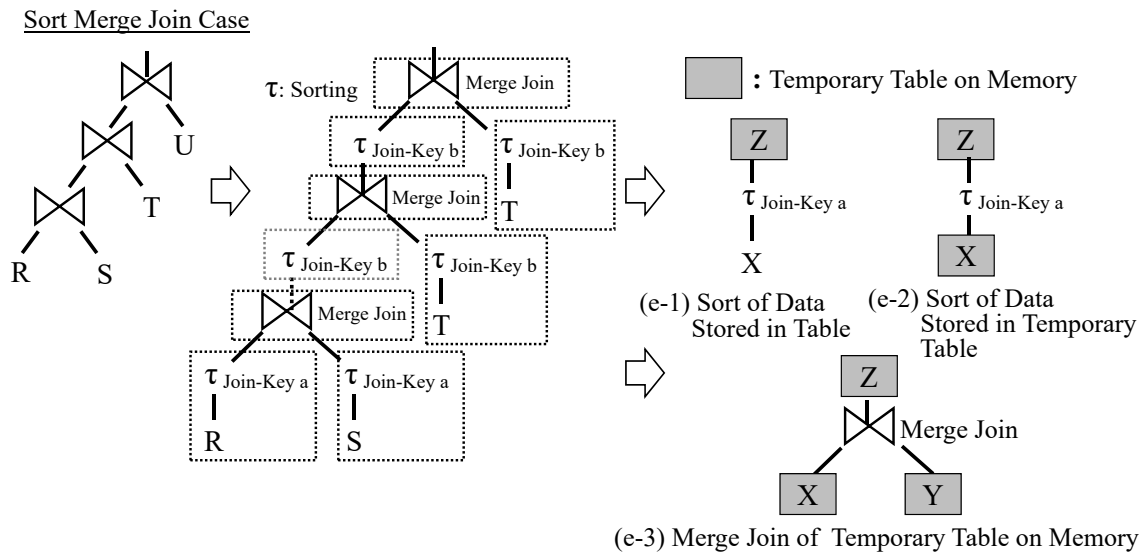 Sort Merge Join Case
U
T
R
S
τ: Sorting
Merge Join
τ Join-Key b
τ Join-Key b
T
Merge Join
τ Join-Key b
τ Join-Key b
T
Merge Join
τ Join-Key a
τ Join-Key a
R
S
: Temporary Table on Memory
Z
τ Join-Key a
X
(e-1) Sort of Data
Stored in Table
Z
τ Join-Key a
X
(e-2) Sort of Data
Stored in Temporary
Table
Z
Merge Join
X
Y
(e-3) Merge Join of Temporary Table on Memory